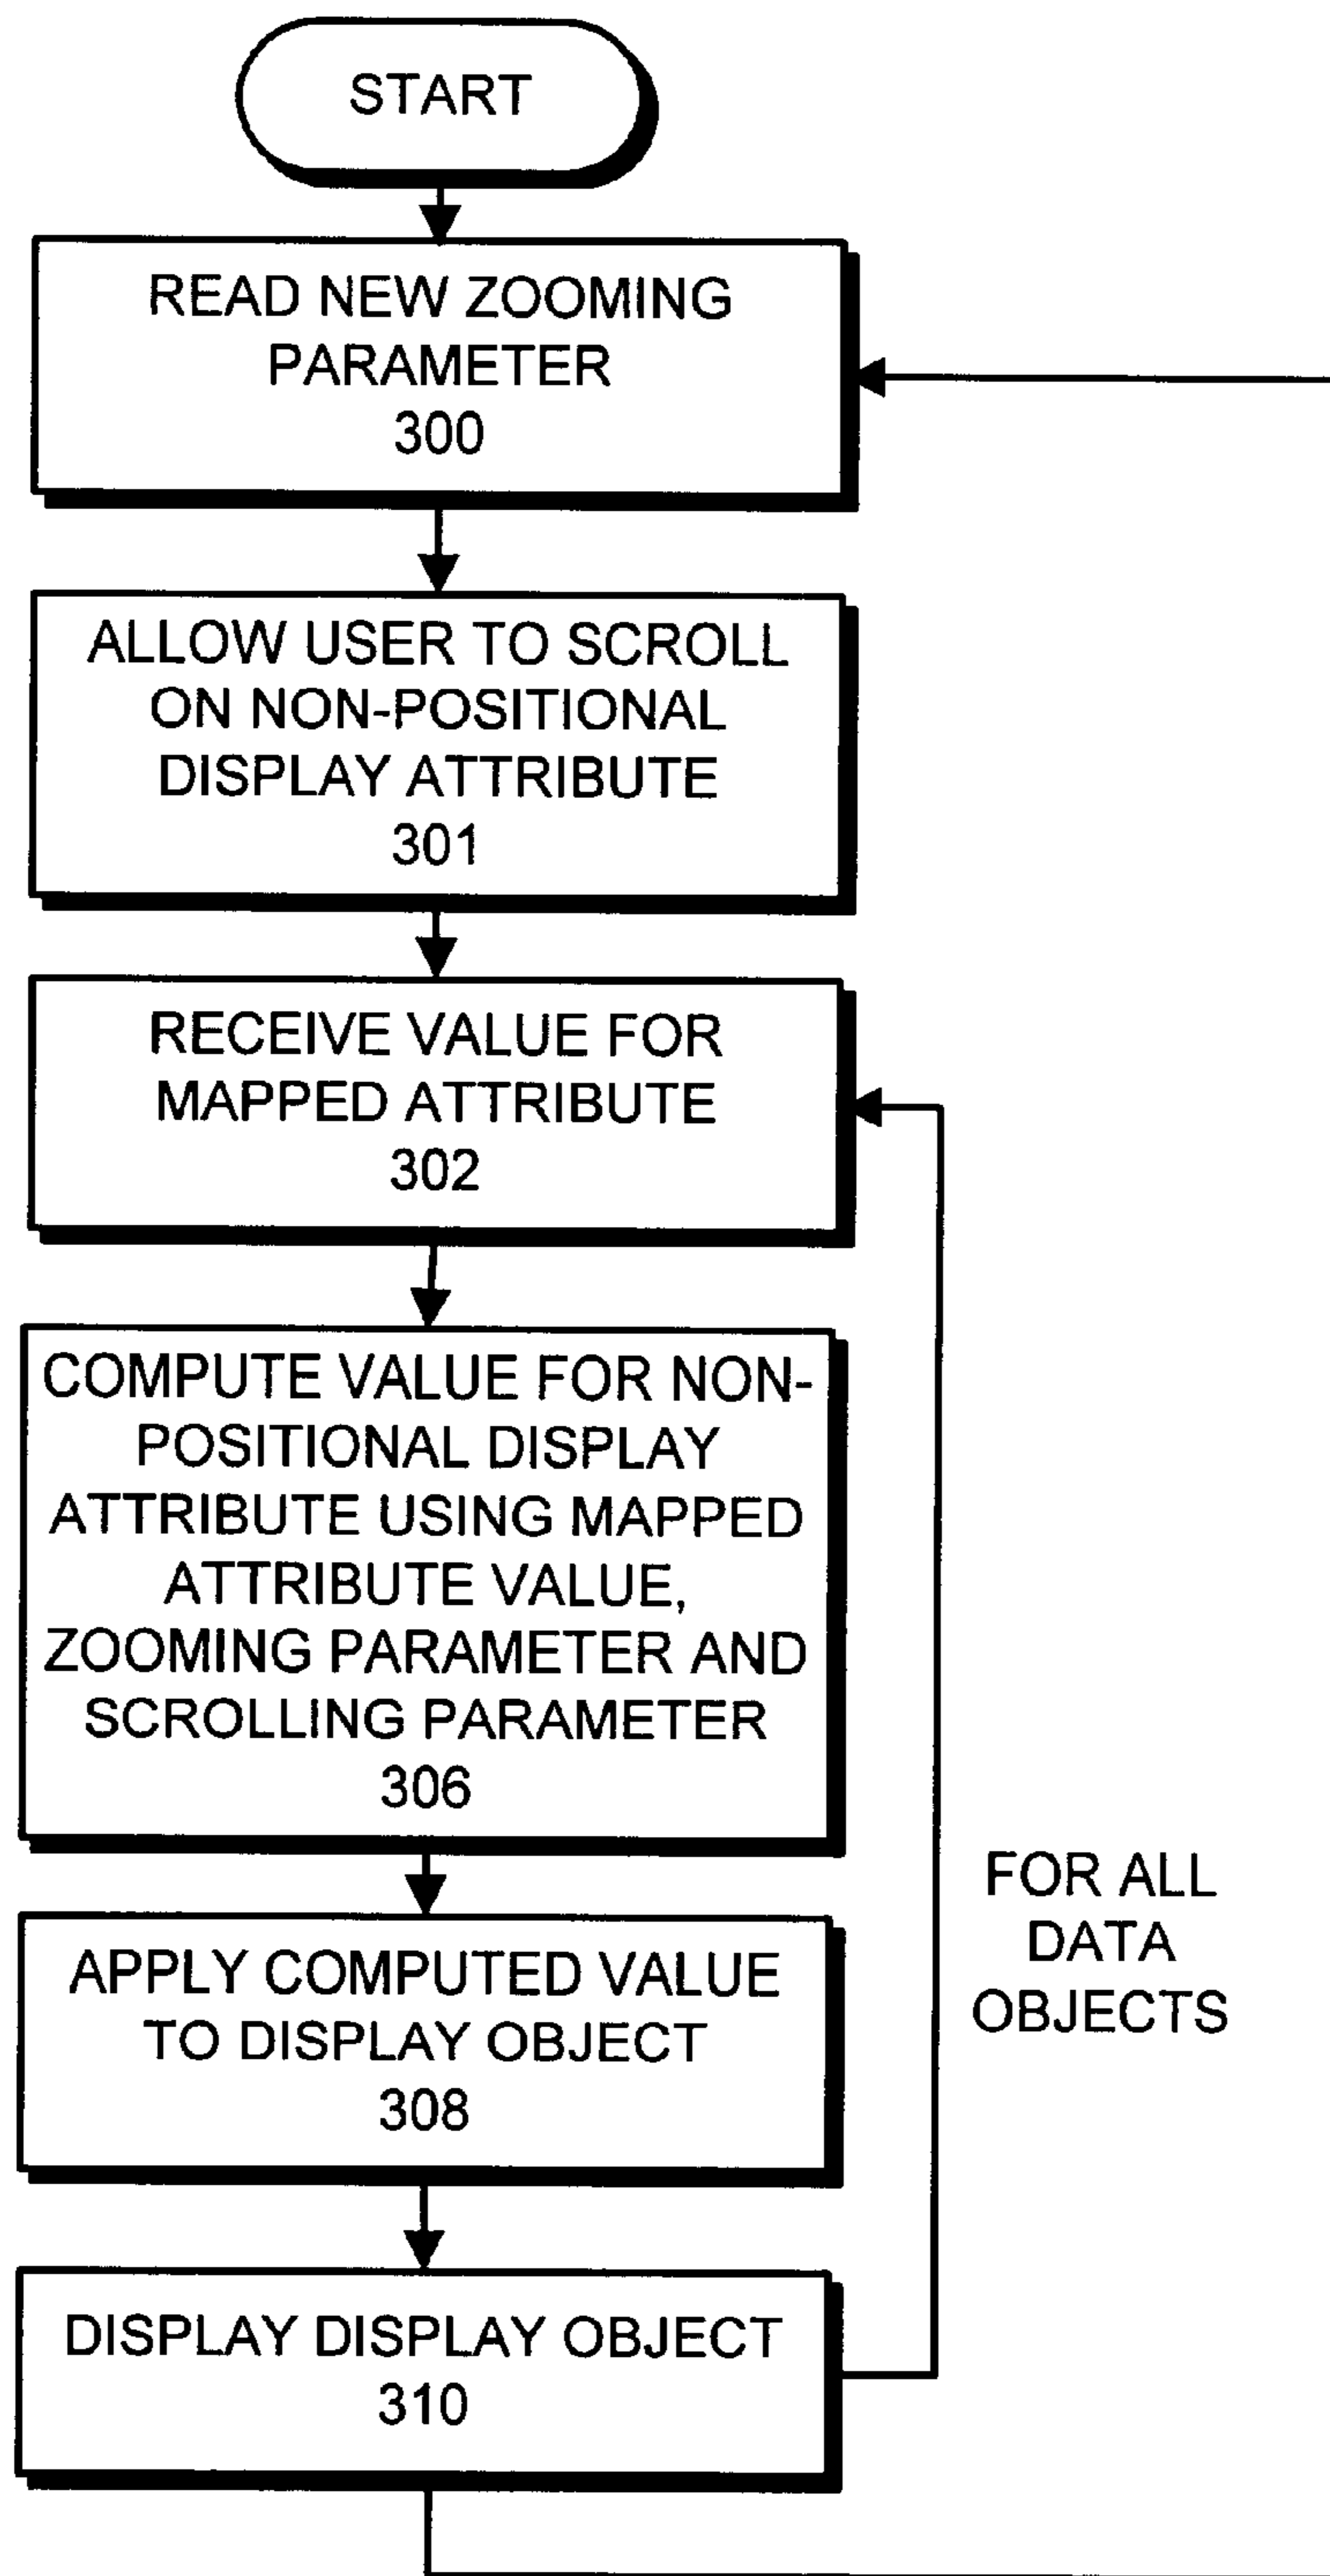 START
READ NEW ZOOMING
PARAMETER
300
ALLOW USER TO SCROLL
ON NON-POSITIONAL
DISPLAY ATTRIBUTE
301
RECEIVE VALUE FOR
MAPPED ATTRIBUTE
302
COMPUTE VALUE FOR NON-
POSITIONAL DISPLAY
ATTRIBUTE USING MAPPED
ATTRIBUTE VALUE,
ZOOMING PARAMETER AND
SCROLLING PARAMETER
306
APPLY COMPUTED VALUE
TO DISPLAY OBJECT
308
DISPLAY DISPLAY OBJECT
310
FOR ALL
DATA
OBJECTS